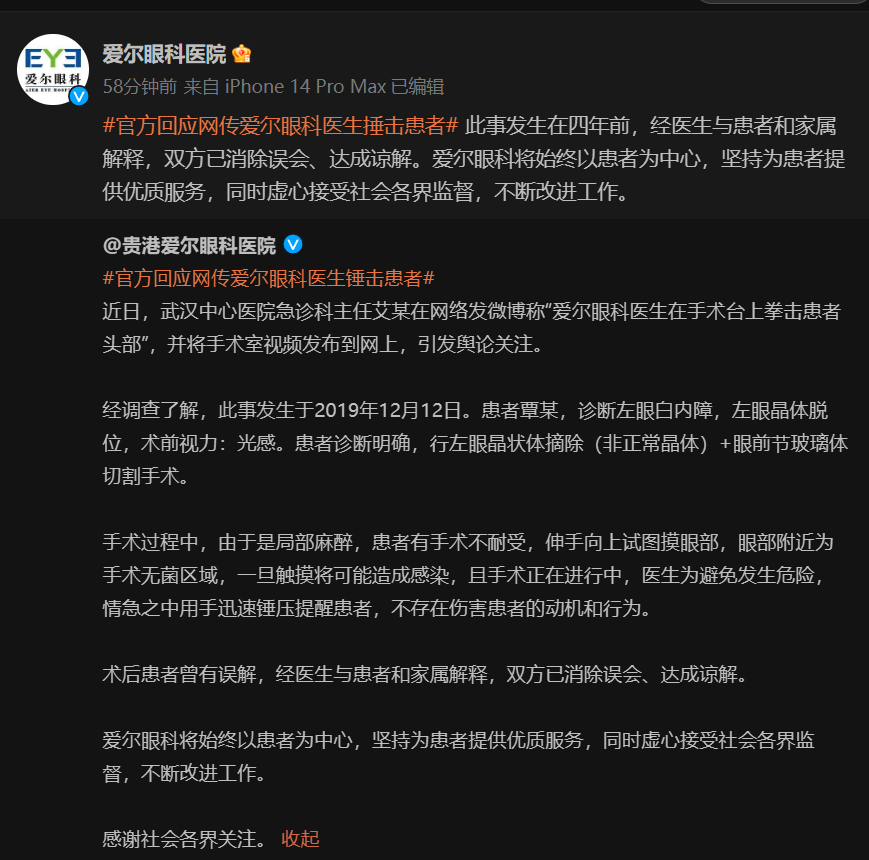 爱尔眼科医院
58分钟前 来自 iPhone 14 Pro Max 已编辑
#官方回应网传爱尔眼科医生捶击患者# 此事发生在四年前，经医生与患者和家属
解释，双方已消除误会、达成谅解。爱尔眼科将始终以患者为中心，坚持为患者提
供优质服务，同时虚心接受社会各界监督，不断改进工作。
@贵港爱尔眼科医院
#官方回应网传爱尔眼科医生锤击患者#
近日，武汉中心医院急诊科主任艾某在网络发微博称"爱尔眼科医生在手术台上拳击患者
头部"，并将手术室视频发布到网上，引发舆论关注。
经调查了解，此事发生于2019年12月12日。患者覃某，诊断左眼白内障，左眼晶体脱
位，术前视力：光感。患者诊断明确，行左眼晶状体摘除（非正常晶体）+眼前节玻璃体
切割手术。
手术过程中，由于是局部麻醉，患者有手术不耐受，伸手向上试图摸眼部，眼部附近为
手术无菌区域，一旦触摸将可能造成感染，且手术正在进行中，医生为避免发生危险，
情急之中用手迅速锤压提醒患者，不存在伤害患者的动机和行为。
术后患者曾有误解，经医生与患者和家属解释，双方已消除误会、达成谅解。
爱尔眼科将始终以患者为中心，坚持为患者提供优质服务，同时虚心接受社会各界监
督，不断改进工作。
感谢社会各界关注。 收起
EYE
爱尔眼科